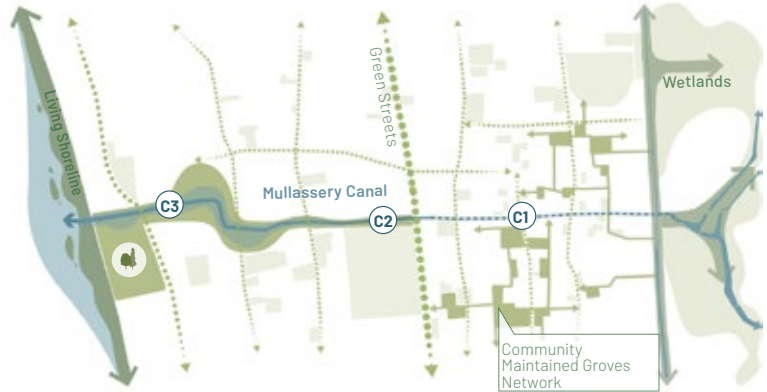 Living Shoreline
Green Streets
Wetlands
Mullassery Canal
C3
C2
C1
Community
Maintained Groves
Network